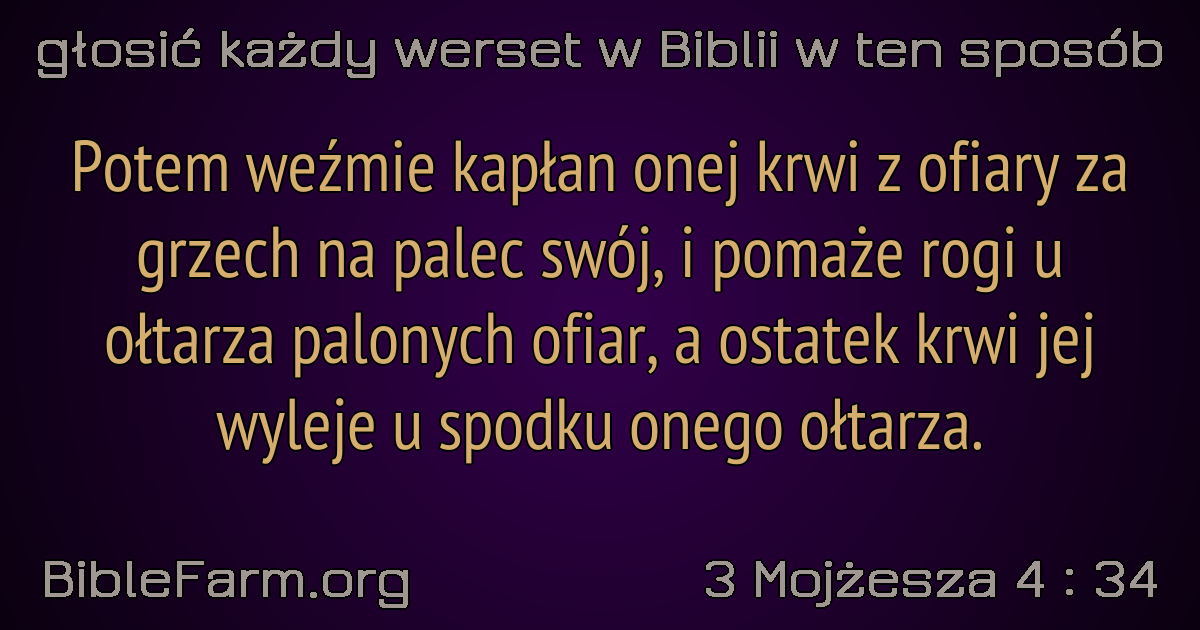 głosić każdy werset w Biblii w ten sposób
Potem weźmie kapłan onej krwi z ofiary za
grzech na palec swój, i pomaże rogi u
ołtarza palonych ofiar, a ostatek krwi jej
wyleje u spodku onego ołtarza.
BibleFarm.org
3 Mojżesza 4 : 34